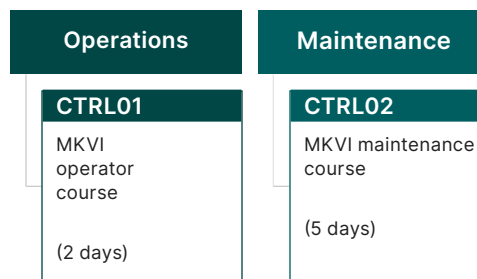 Operations
CTRL01
MKVI
operator
course
(2 days)
Maintenance
CTRL02
MKVI maintenance
course
(5 days)